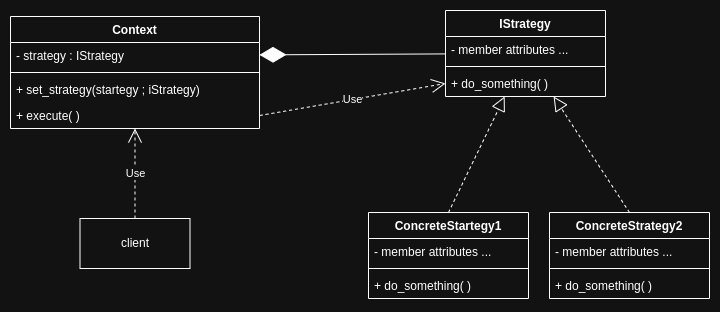 Context
- strategy : IStrategy
+ set_strategy(startegy ; iStrategy)
+ execute( )
IStrategy
- member attributes ...
+ do_something( )
Use
Use
client
ConcreteStartegy1
- member attributes ...
+ do_something( )
ConcreteStrategy2
- member attributes ...
+ do_something( )